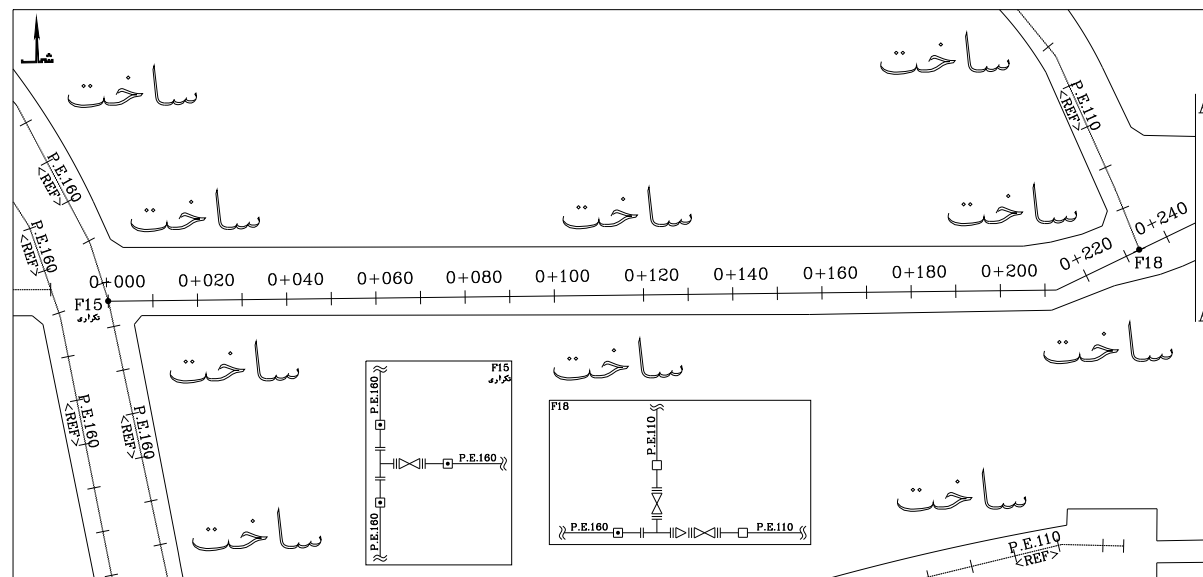 ساخت
ساخت
P.E.110
<REF>
P.E.160
<REF>
P.E.160
<REF>
ساخت
ساخت
ساخت
0+000
0+020
0+040
0+060
0+080
0+100
0+120
0+140
0+160
0+180
0+200
0+220
0+240
F15
تکراری
F18
ساخت
ساخت
ساخت
P.E.160
<REF>
P.E.160
<REF>
F15
تکراری
P.E.160
P.E.160
P.E.160
F18
P.E.110
P.E.160
P.E.110
ساخت
ساخت
P.E.110
<REF>
A
A